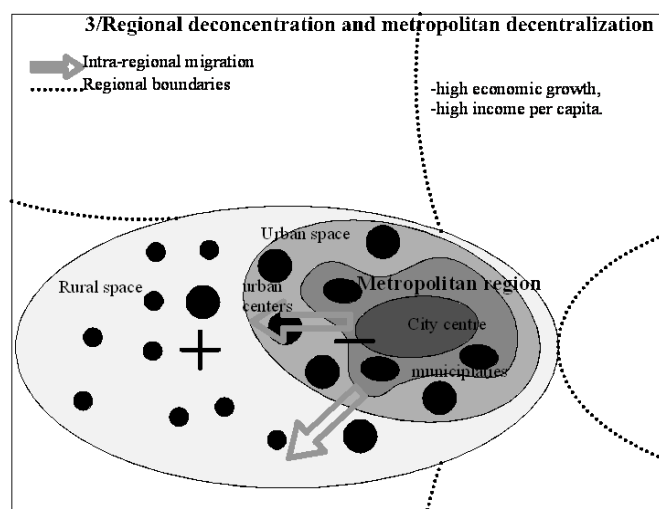 3/Regional deconcentration and metropolitan decentralization
Intra-regional migration
Regional boundaries
-high economic growth,
-high income per capita.
Urban space
Rural space
urban
centers
Metropolitan region
City centre
municiplaties
+
-